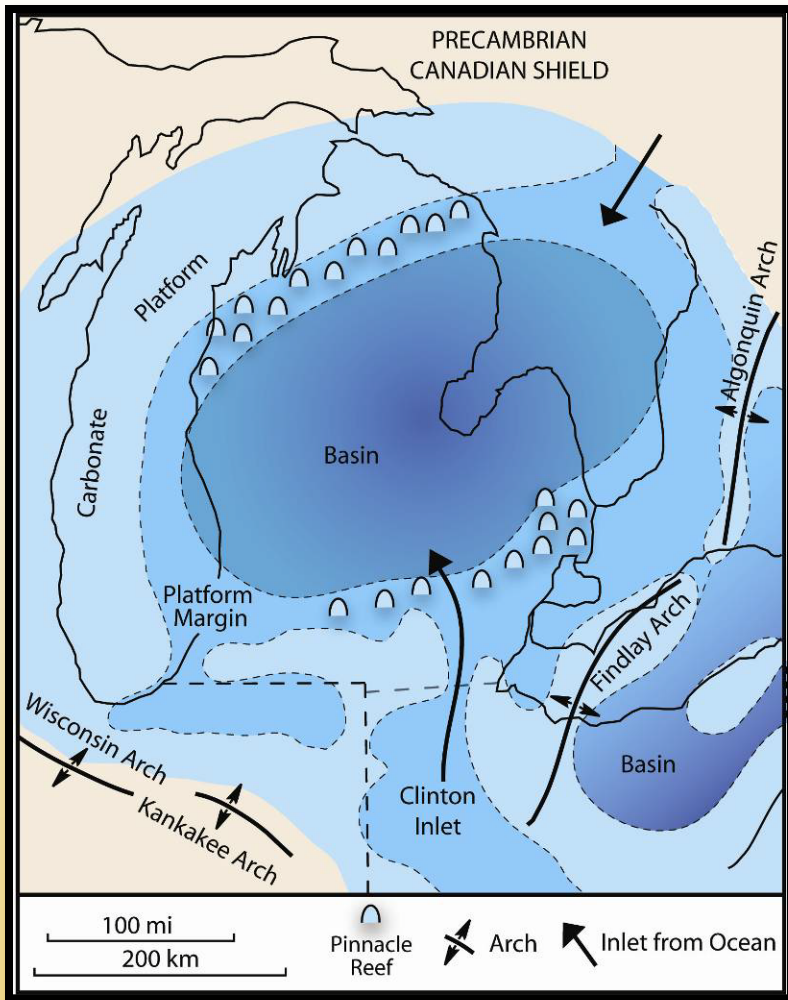 PRECAMBRIAN
CANADIAN SHIELD
Platform
Algonquin Arch
Carbonate
Basin
Platform
Margin
Findlay Arch
Wisconsin Arch
Basin
Clinton
Inlet
Kankakee Arch
100 mi
200 km
Pinnacle
Reef
Arch
Inlet from Ocean